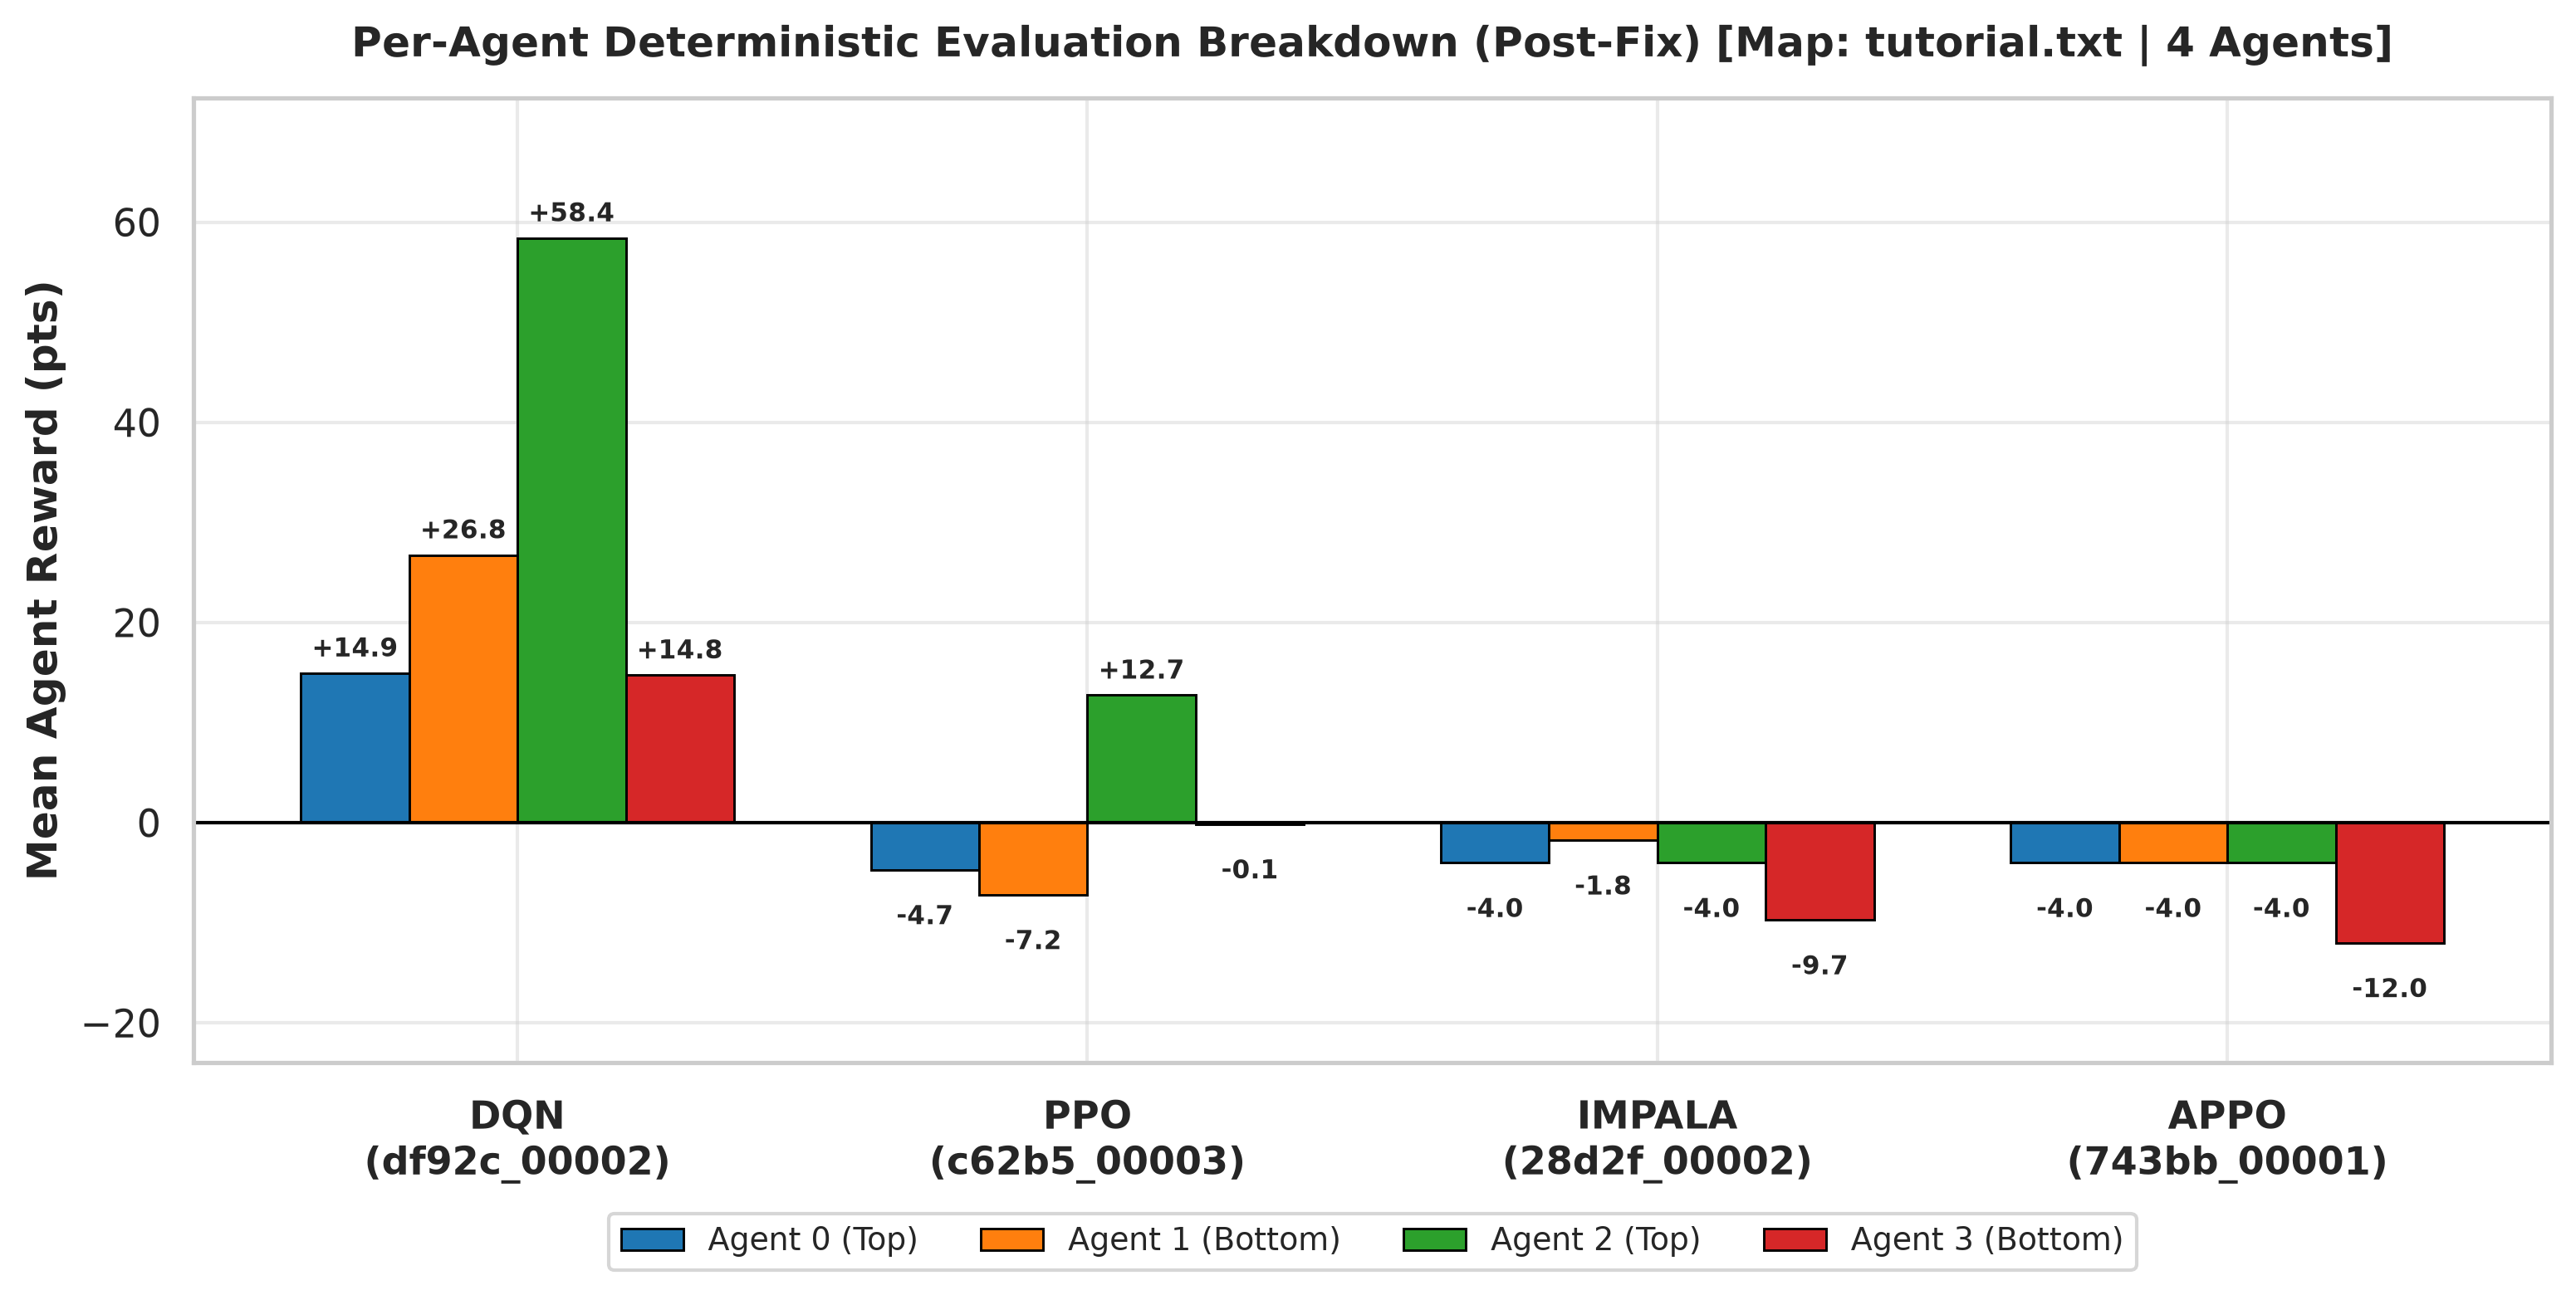 Per-Agent Deterministic Evaluation Breakdown (Post-Fix) [Map: tutorial.txt | 4 Agents]
Mean Agent Reward (pts)
60
40
20
0
−20
+14.9
+26.8
+58.4
+14.8
-4.7
-7.2
+12.7
-0.1
-4.0
-1.8
-4.0
-9.7
-4.0
-4.0
-4.0
-12.0
DQN
(df92c_00002)
PPO
(c62b5_00003)
IMPALA
(28d2f_00002)
APPO
(743bb_00001)
Agent 0 (Top)
Agent 1 (Bottom)
Agent 2 (Top)
Agent 3 (Bottom)